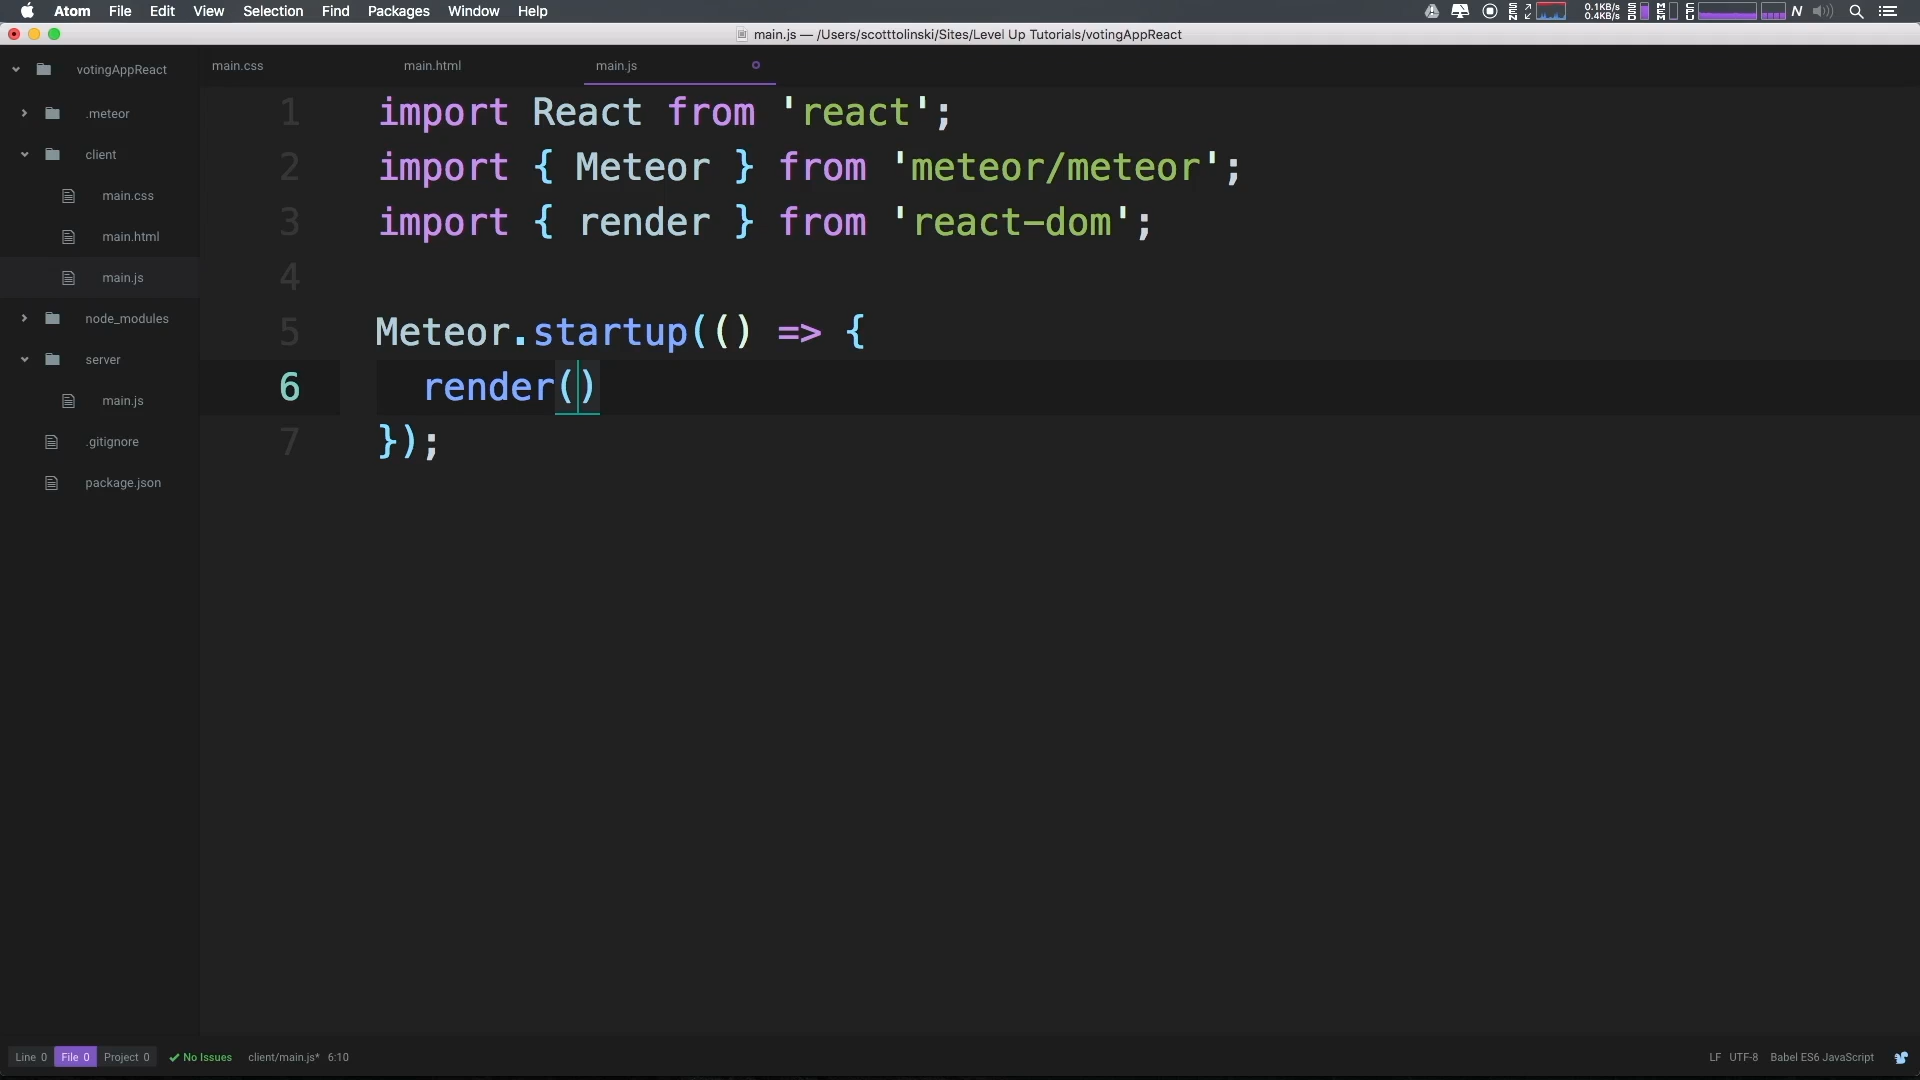 Atom File Edit View Selection Find Packages Window Help
0.1KB/s
0.4KB/s
main.js — /Users/scotttolinski/Sites/Level Up Tutorials/votingAppReact
votingAppReact
.meteor
client
main.css
main.html
main.js
node_modules
server
main.js
.gitignore
package.json
main.css main.html main.js
1 import React from 'react';
2 import { Meteor } from 'meteor/meteor';
3 import { render } from 'react-dom';
4
5 Meteor.startup(() => {
6 render()
7 });
Line 0 File 0 Project 0 No Issues client/main.js* 6:10 LF UTF-8 Babel ES6 JavaScript